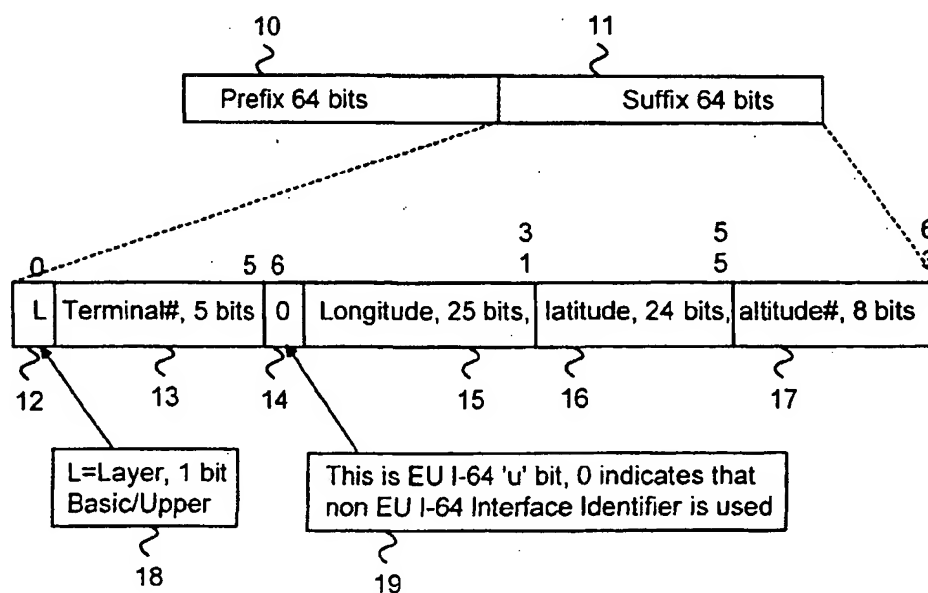 10 11
Prefix 64 bits Suffix 64 bits
3 5 6
0 5 6 1 5 3
L Terminal#, 5 bits 0 Longitude, 25 bits, latitude, 24 bits, altitude#, 8 bits
12 13 14 15 16 17
L=Layer, 1 bit
Basic/Upper
This is EU I-64 'u' bit, 0 indicates that
non EU I-64 Interface Identifier is used
18 19